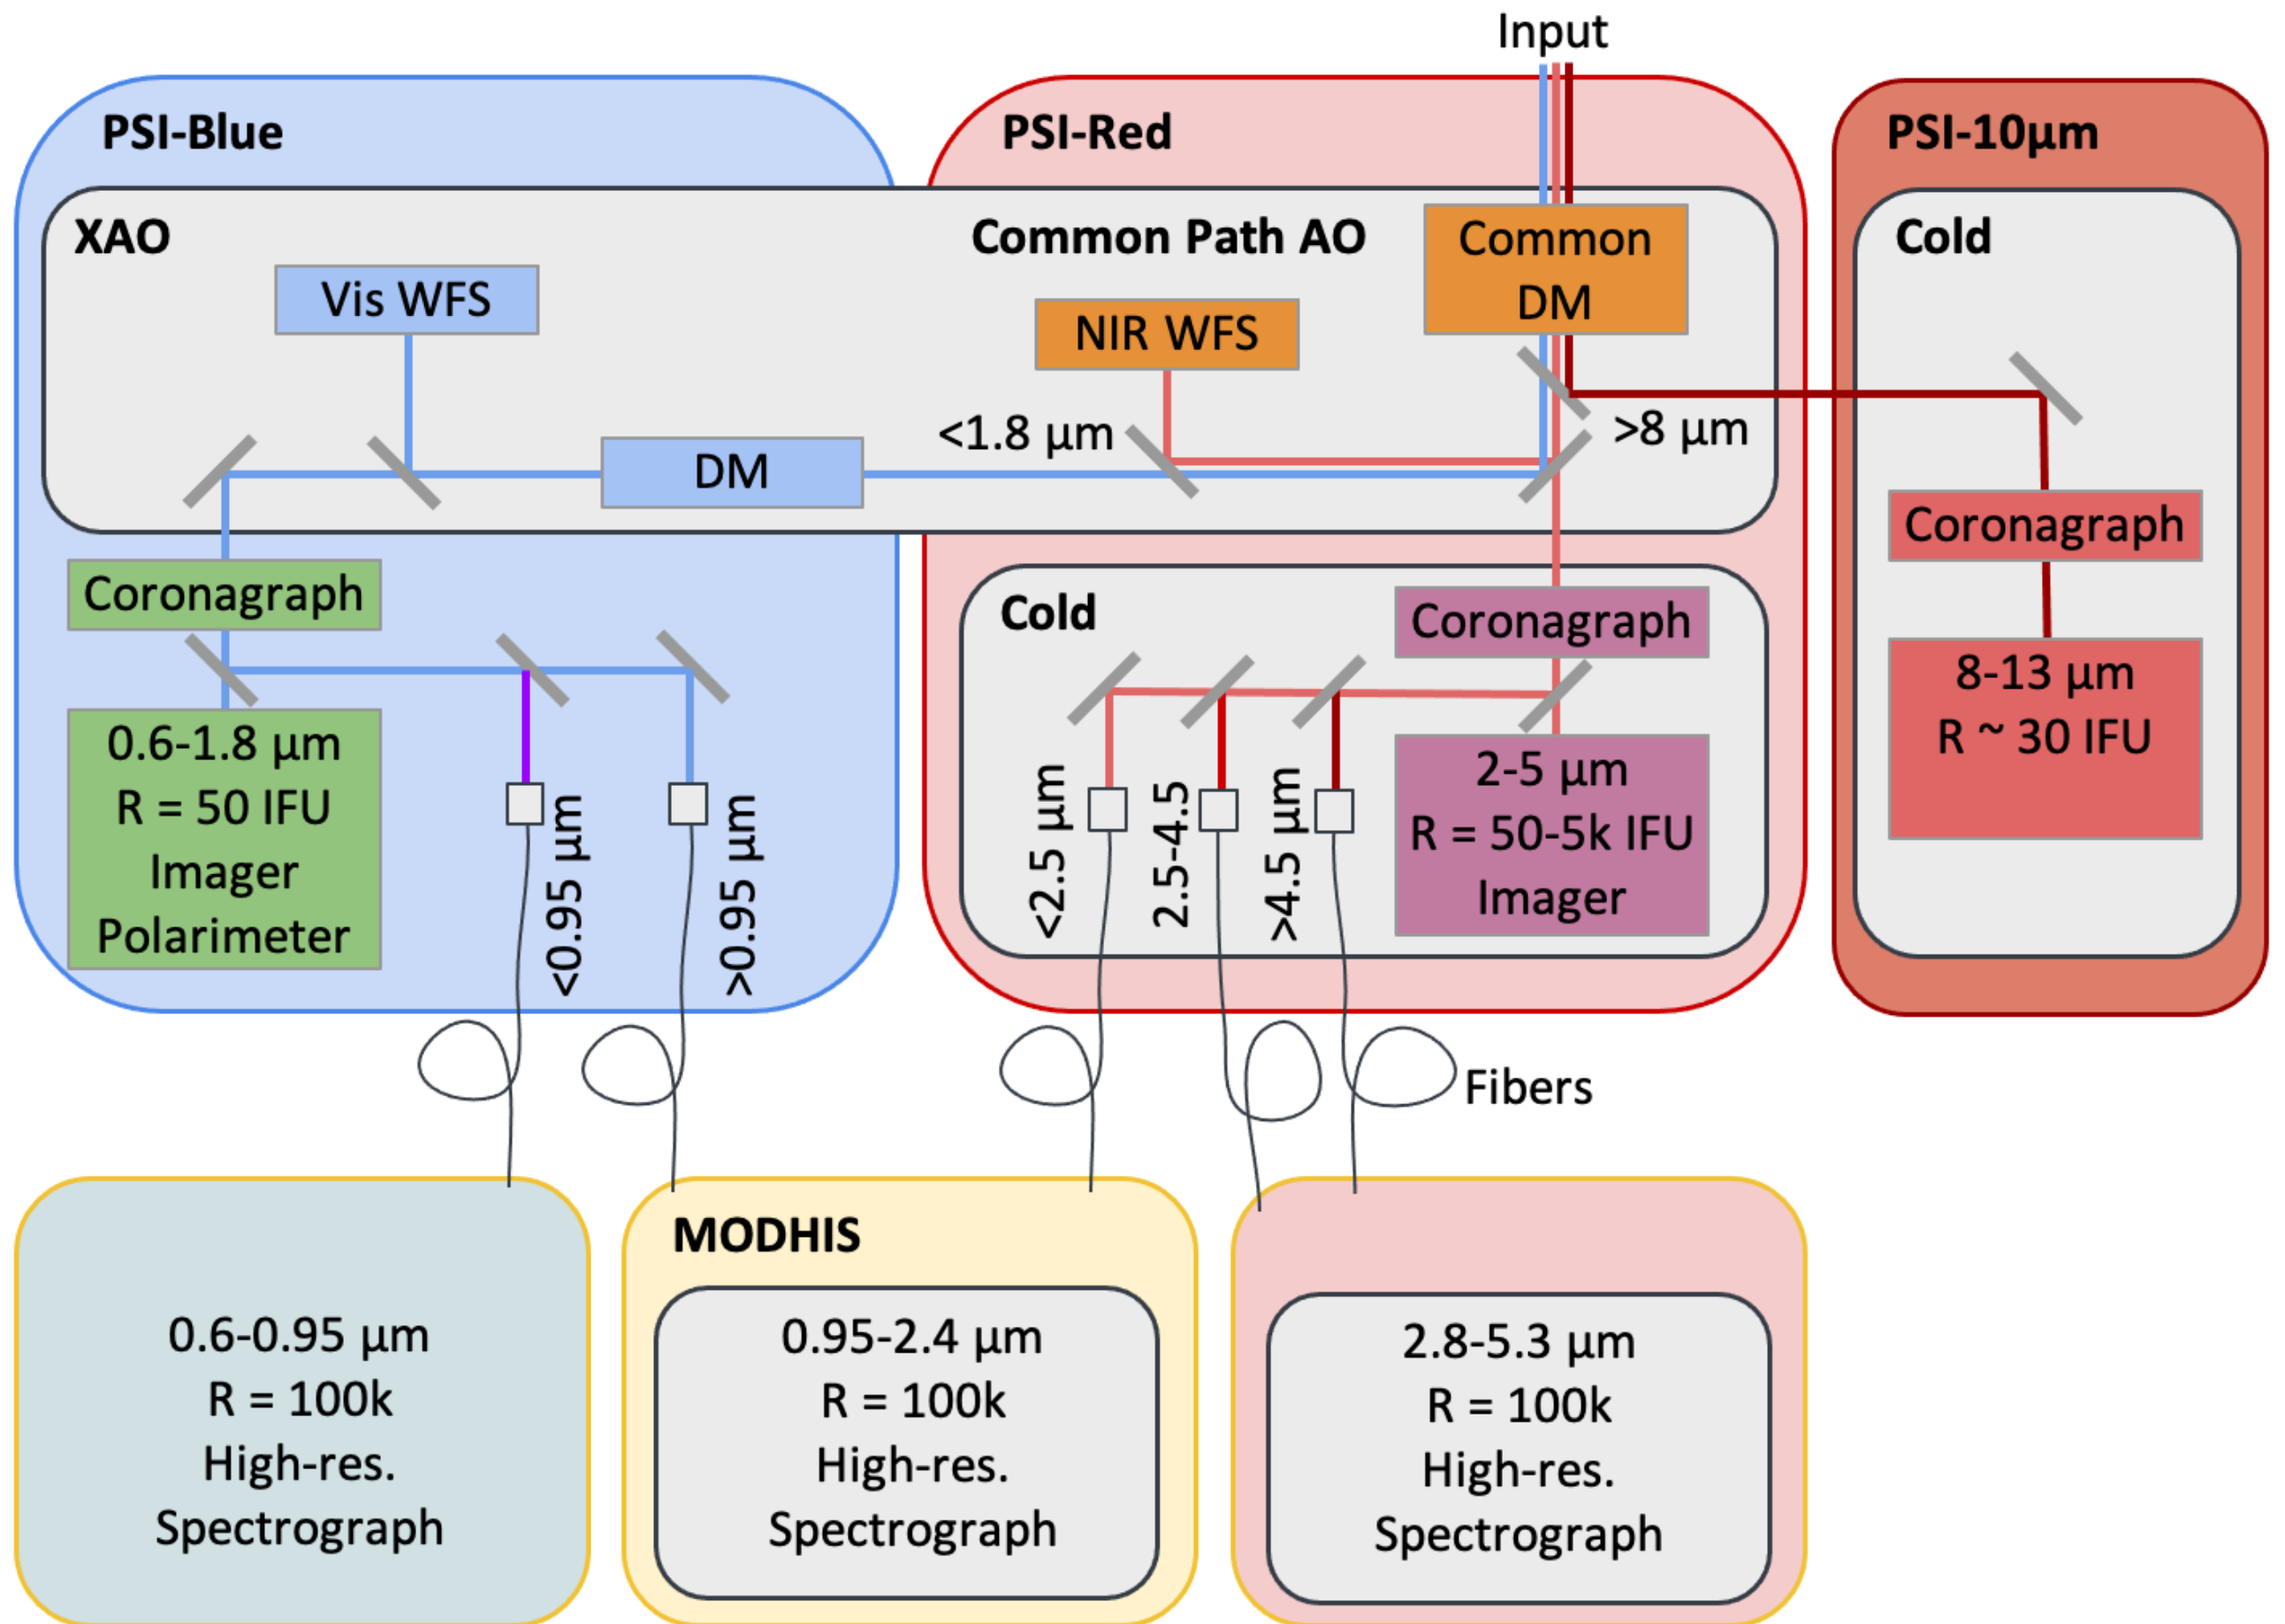 Input
PSI-Blue
PSI-Red
PSI-10µm
XAO
Common Path AO
Common
DM
Cold
Vis WFS
NIR WFS
<1.8 µm
>8 µm
DM
Coronagraph
Coronagraph
Cold
Coronagraph
0.6-1.8 µm
R = 50 IFU
Imager
Polarimeter
<0.95 µm
>0.95 µm
<2.5 µm
2.5-4.5
>4.5 µm
2-5 µm
R = 50-5k IFU
Imager
8-13 µm
R ~ 30 IFU
Fibers
0.6-0.95 µm
R = 100k
High-res.
Spectrograph
MODHIS
0.95-2.4 µm
R = 100k
High-res.
Spectrograph
2.8-5.3 µm
R = 100k
High-res.
Spectrograph